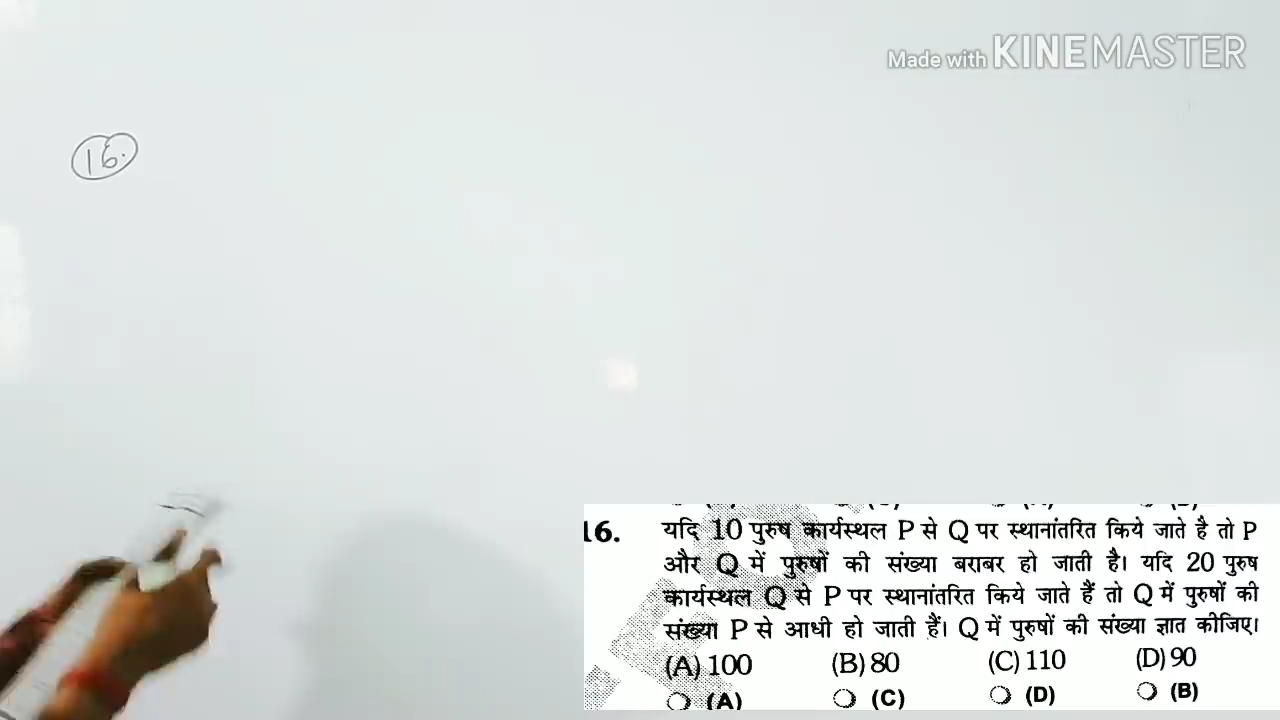 Made with KINEMASTER
16.
16. यदि 10 पुरुष कार्यस्थल P से Q पर स्थानांतरित किये जाते है तो P
और Q में पुरुषों की संख्या बराबर हो जाती है। यदि 20 पुरुष
कार्यस्थल Q से P पर स्थानांतरित किये जाते हैं तो Q में पुरुषों की
संख्या P से आधी हो जाती हैं। Q में पुरुषों की संख्या ज्ञात कीजिए।
(A) 100 (B) 80 (C) 110 (D) 90
(A) (C) (D) (B)